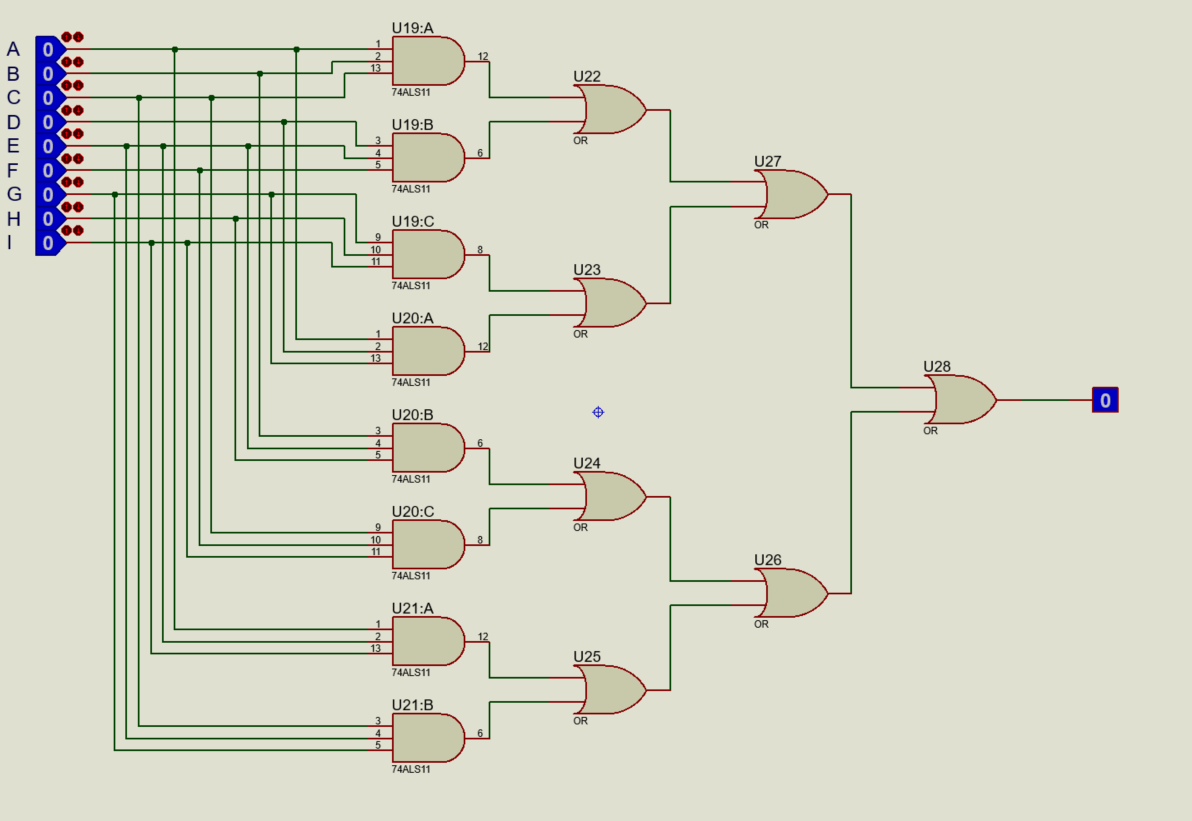 A 0
B 0
C 0
D 0
E 0
F 0
G 0
H 0
I 0
U19:A
1
2
13
12
74ALS11
U19:B
3
4
5
6
74ALS11
U19:C
9
10
11
8
74ALS11
U20:A
1
2
13
12
74ALS11
U20:B
3
4
5
6
74ALS11
U20:C
9
10
11
8
74ALS11
U21:A
1
2
13
12
74ALS11
U21:B
3
4
5
6
74ALS11
U22
OR
U23
OR
U24
OR
U25
OR
U27
OR
U26
OR
U28
OR
0